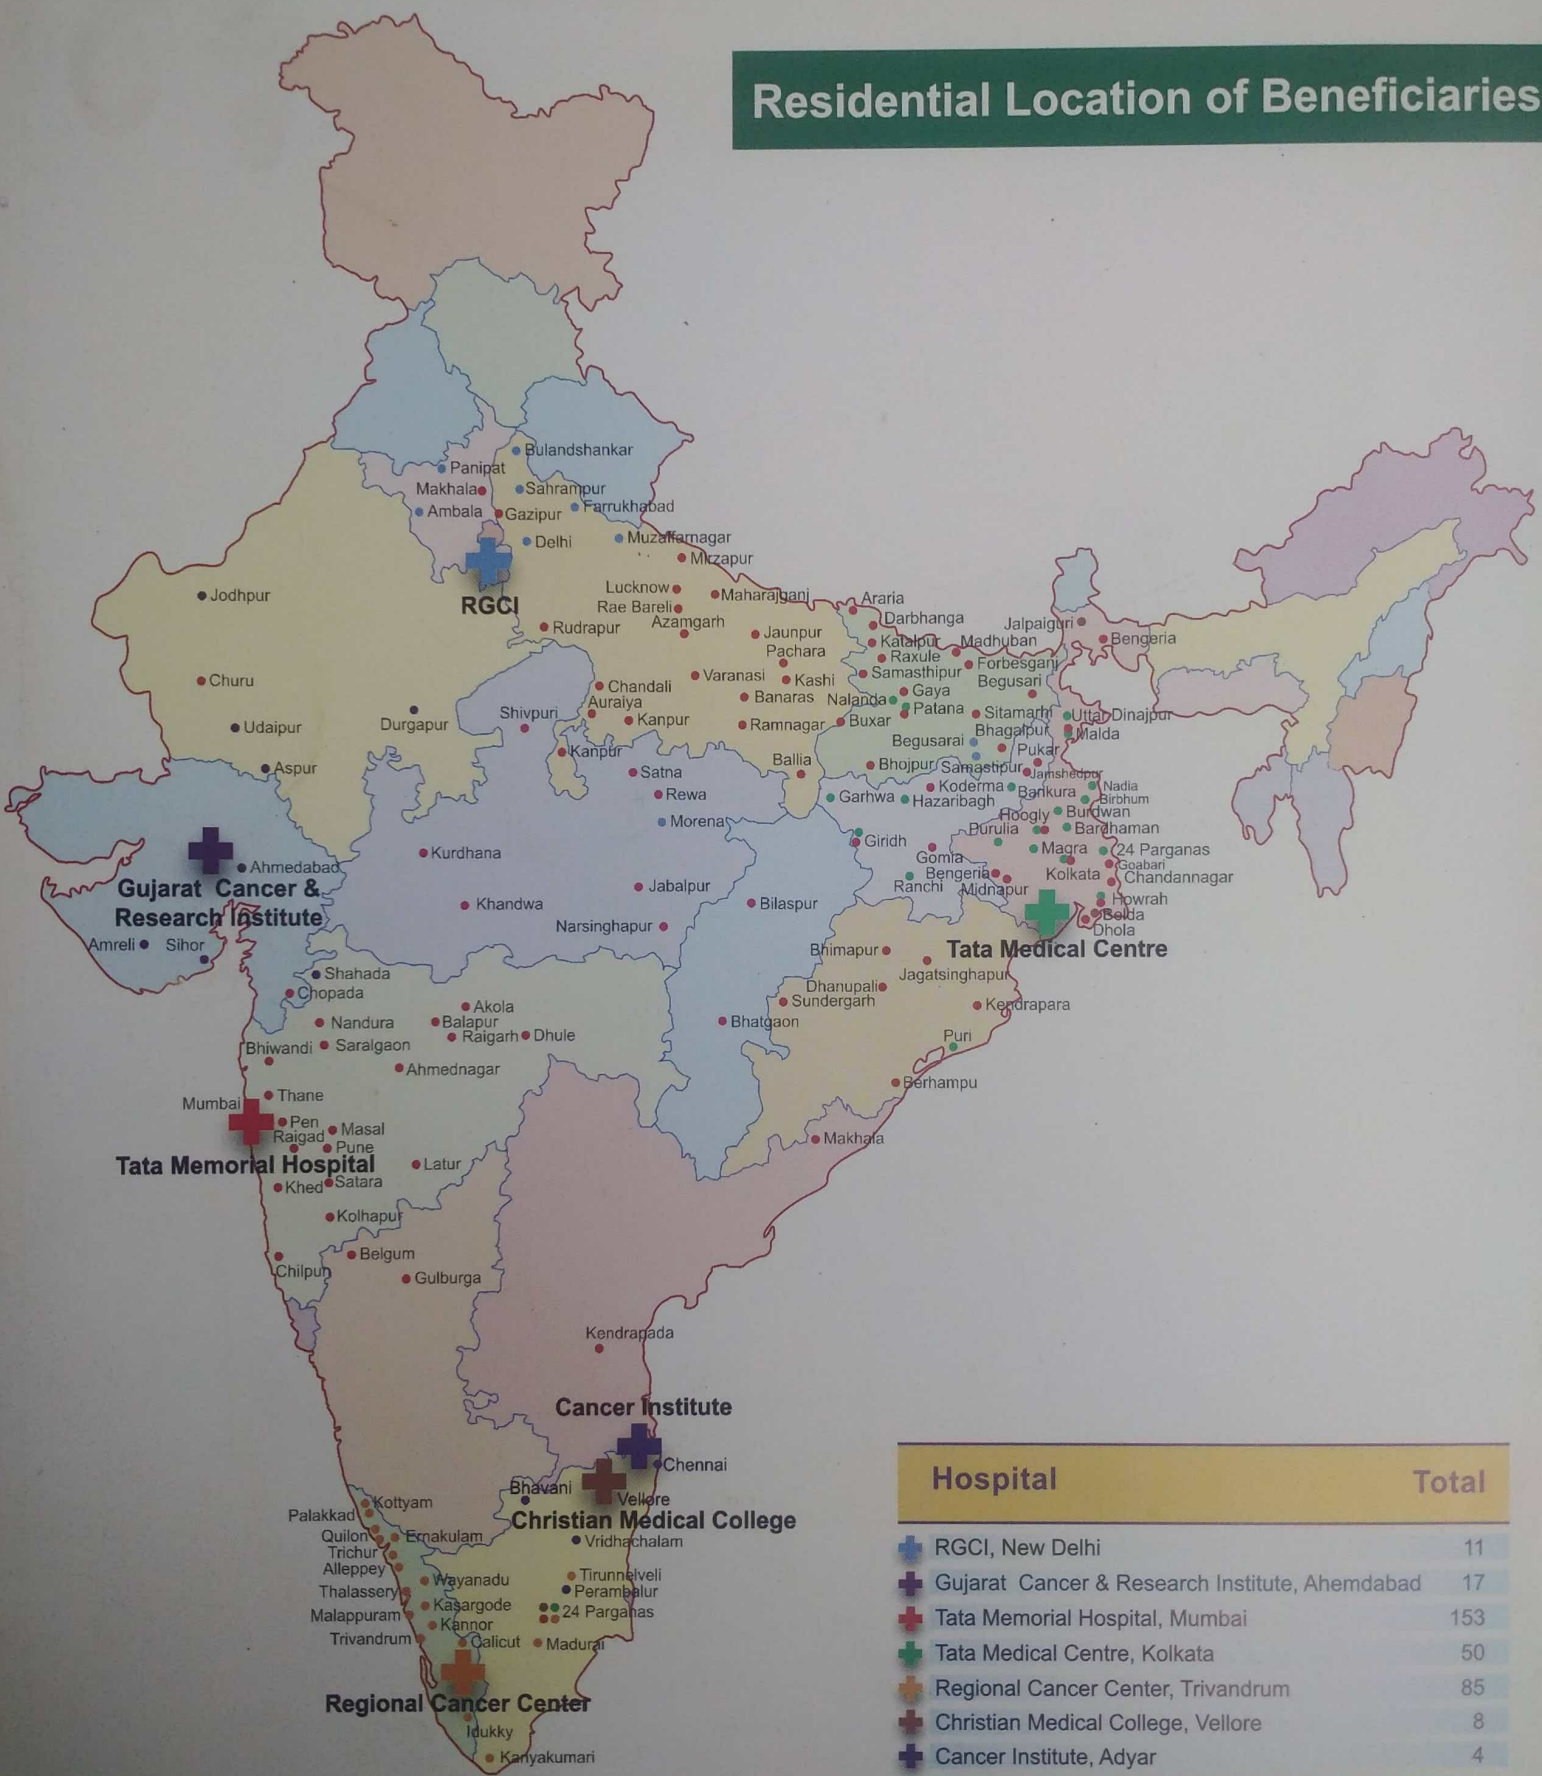 Residential Location of Beneficiaries
Bulandshankar
Panipat
Makhala
Sahrampur
Ambala
Gazipur
Farrukhabad
Delhi
Muzaffarnagar
Mirzapur
RGCI
Jodhpur
Lucknow
Maharajganj
Rae Bareli
Azamgarh
Rudrapur
Jaunpur
Pachara
Araria
Darbhanga
Jalpaiguri
Katalpur
Madhuban
Bengeria
Raxule
Forbesganj
Churu
Varanasi
Kashi
Samasthipur
Begusari
Chandali
Banaras
Nalanda
Gaya
Auraiya
Patana
Sitamarhi
Uttar Dinajpur
Udaipur
Durgapur
Shivpuri
Kanpur
Ramnagar
Buxar
Bhagalpur
Malda
Begusarai
Pukar
Kanpur
Aspur
Satna
Ballia
Bhojpur
Samastipur
Jamshedpur
Rewa
Garhwa
Koderma
Bankura
Nadia
Hazaribagh
Birbhum
Morena
Hoogly
Burdwan
Purulia
Bardhaman
Giridh
Magra
24 Parganas
Kurdhana
Gomia
Goabari
Ahmedabad
Bengeria
Kolkata
Chandannagar
Gujarat Cancer &
Research Institute
Jabalpur
Ranchi
Midnapur
Khandwa
Bilaspur
Howrah
Belda
Narsinghapur
Dhola
Amreli
Sihor
Bhimapur
Tata Medical Centre
Shahada
Jagatsinghapur
Chopada
Dhanupali
Sundergarh
Akola
Kendrapara
Nandura
Balapur
Bhatgaon
Raigarh
Dhule
Puri
Bhiwandi
Saralgaon
Ahmednagar
Berhampu
Thane
Mumbai
Pen
Masal
Raigad
Pune
Makhala
Tata Memorial Hospital
Latur
Khed
Satara
Kolhapur
Belgum
Chilpun
Gulburga
Kendrapada
Cancer Institute
Chennai
Bhavani
Vellore
Christian Medical College
Kottyam
Palakkad
Quilon
Ernakulam
Vridhachalam
Trichur
Alleppey
Tirunnelveli
Wayanadu
Thalassery
Perambalur
Kasargode
24 Parganas
Malappuram
Kannor
Trivandrum
Calicut
Madurai
Regional Cancer Center
Idukky
Kanyakumari
Hospital Total
RGCI, New Delhi 11
Gujarat Cancer & Research Institute, Ahemdabad 17
Tata Memorial Hospital, Mumbai 153
Tata Medical Centre, Kolkata 50
Regional Cancer Center, Trivandrum 85
Christian Medical College, Vellore 8
Cancer Institute, Adyar 4